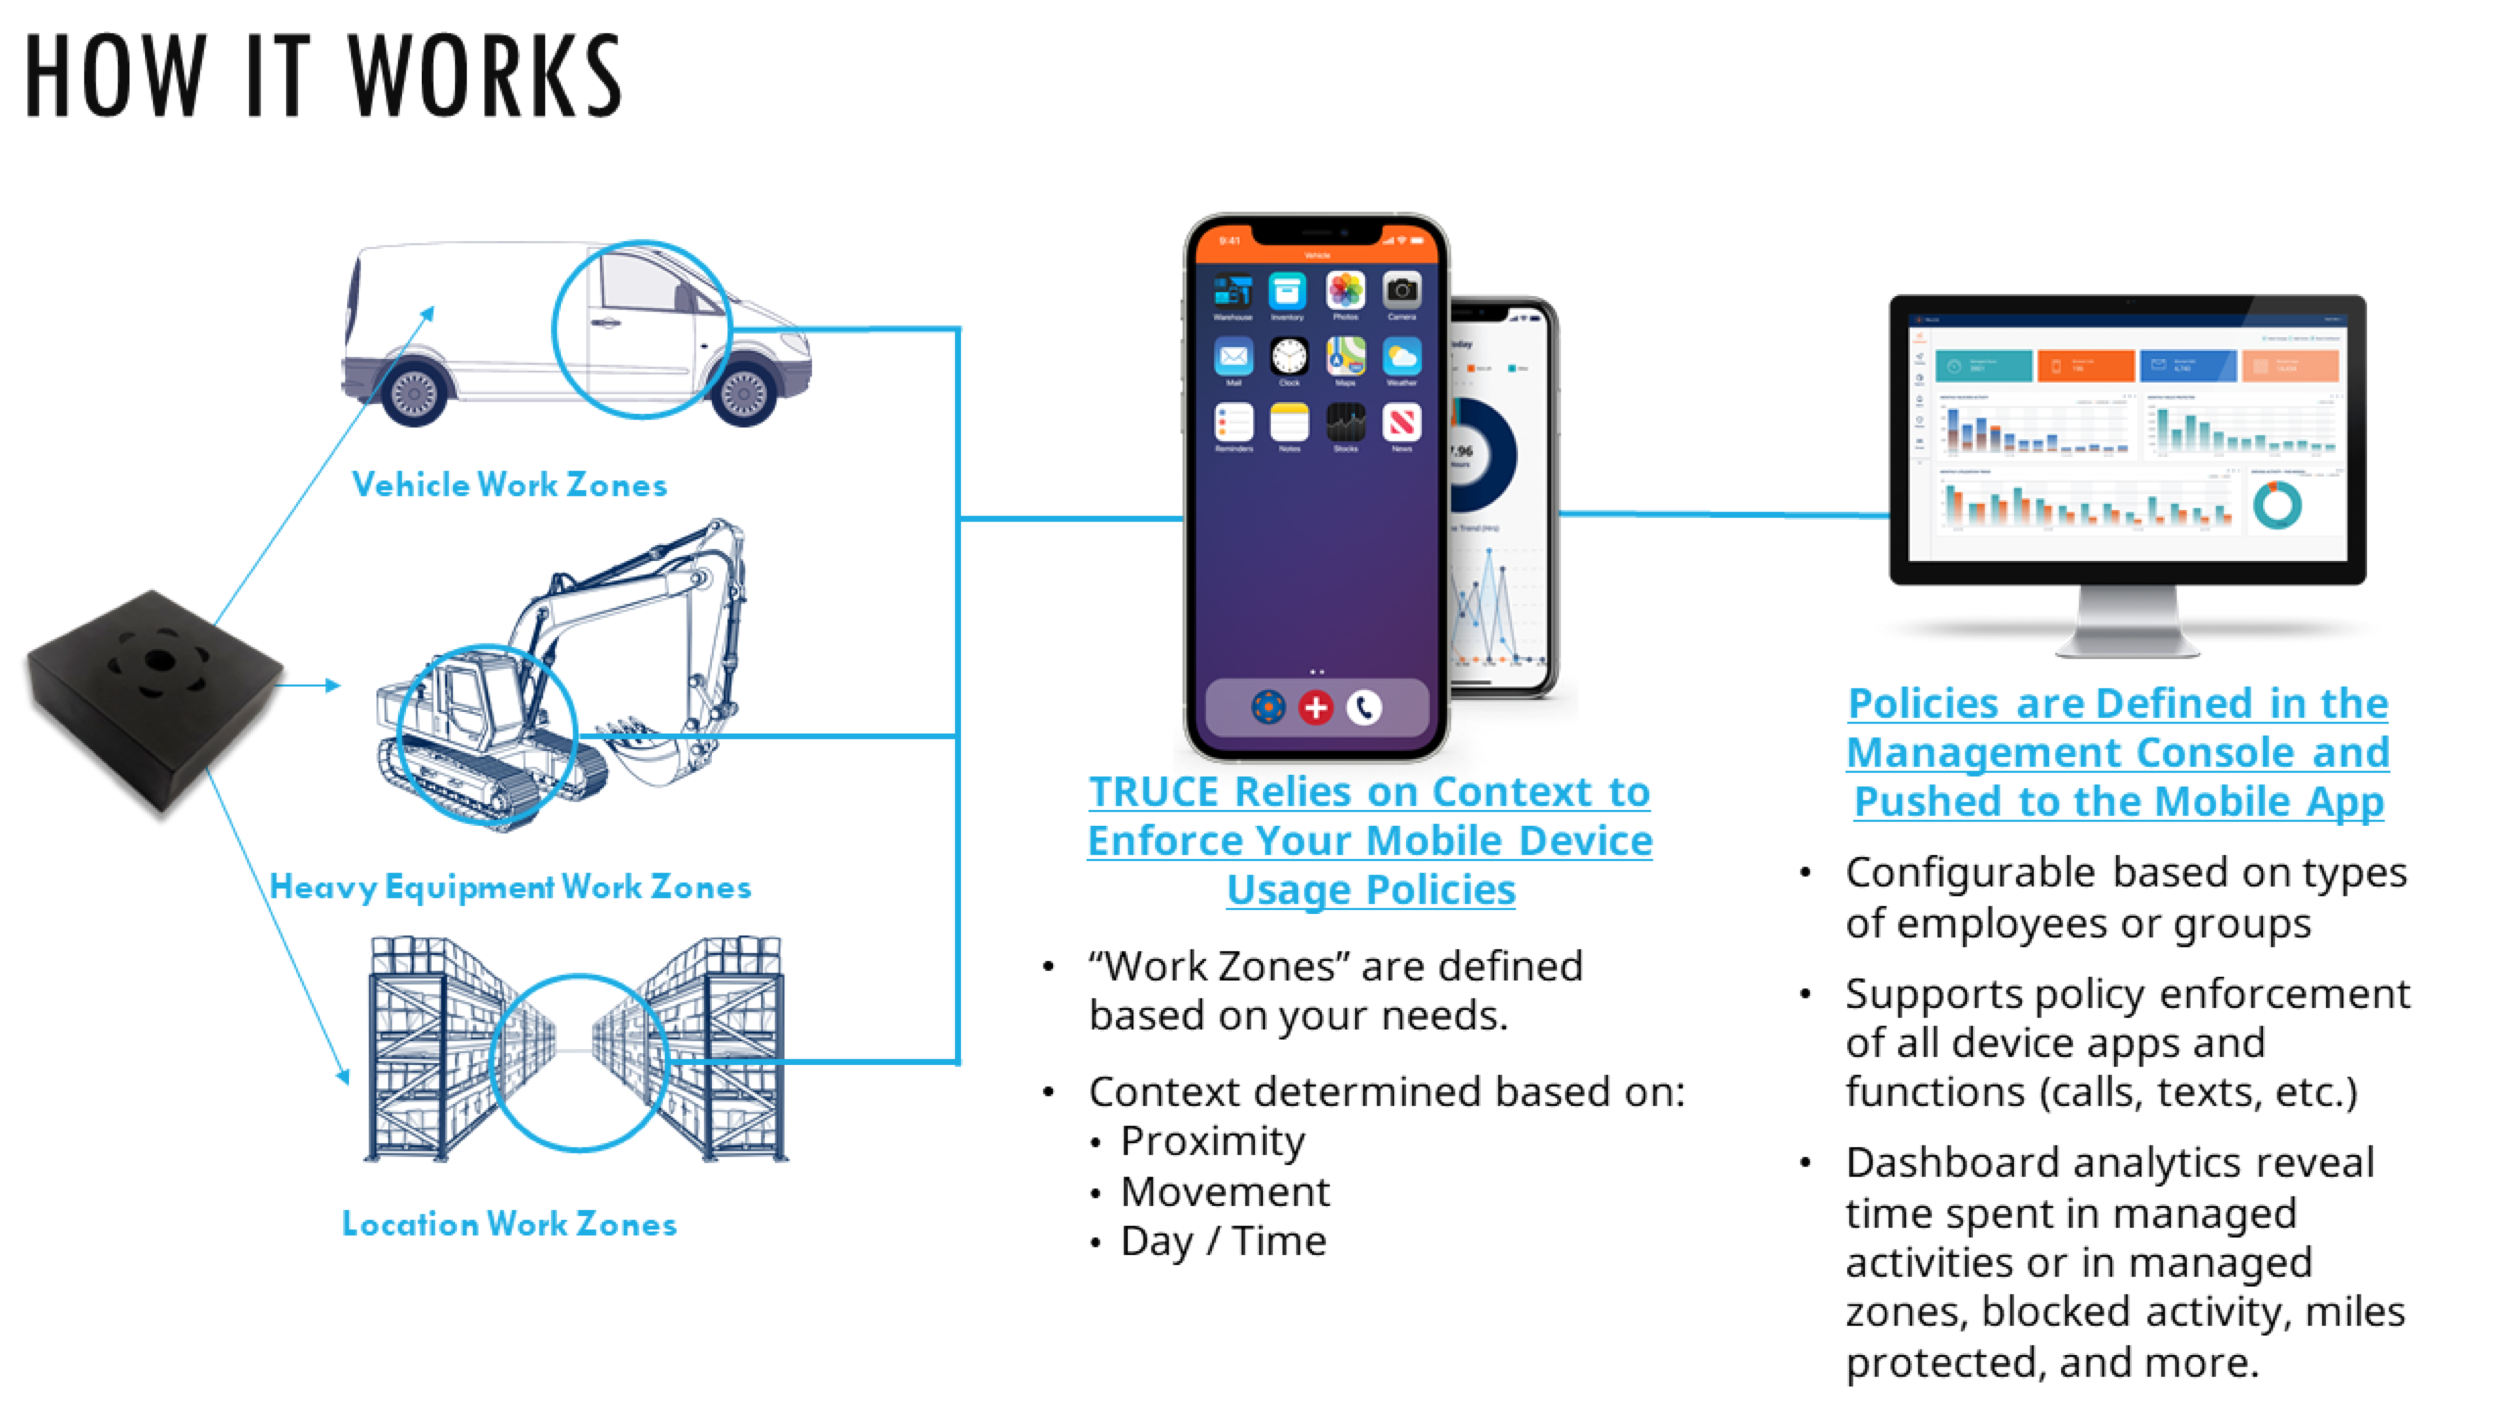 HOW IT WORKS
Vehicle Work Zones
Heavy Equipment Work Zones
Location Work Zones
9:41
Vehicle
Warehouse Inventory Photos Camera
Mail Clock Maps Weather
Reminders Notes Stocks News
TRUCE Relies on Context to
Enforce Your Mobile Device
Usage Policies
• “Work Zones” are defined
based on your needs.
• Context determined based on:
• Proximity
• Movement
• Day / Time
Policies are Defined in the
Management Console and
Pushed to the Mobile App
• Configurable based on types
of employees or groups
• Supports policy enforcement
of all device apps and
functions (calls, texts, etc.)
• Dashboard analytics reveal
time spent in managed
activities or in managed
zones, blocked activity, miles
protected, and more.